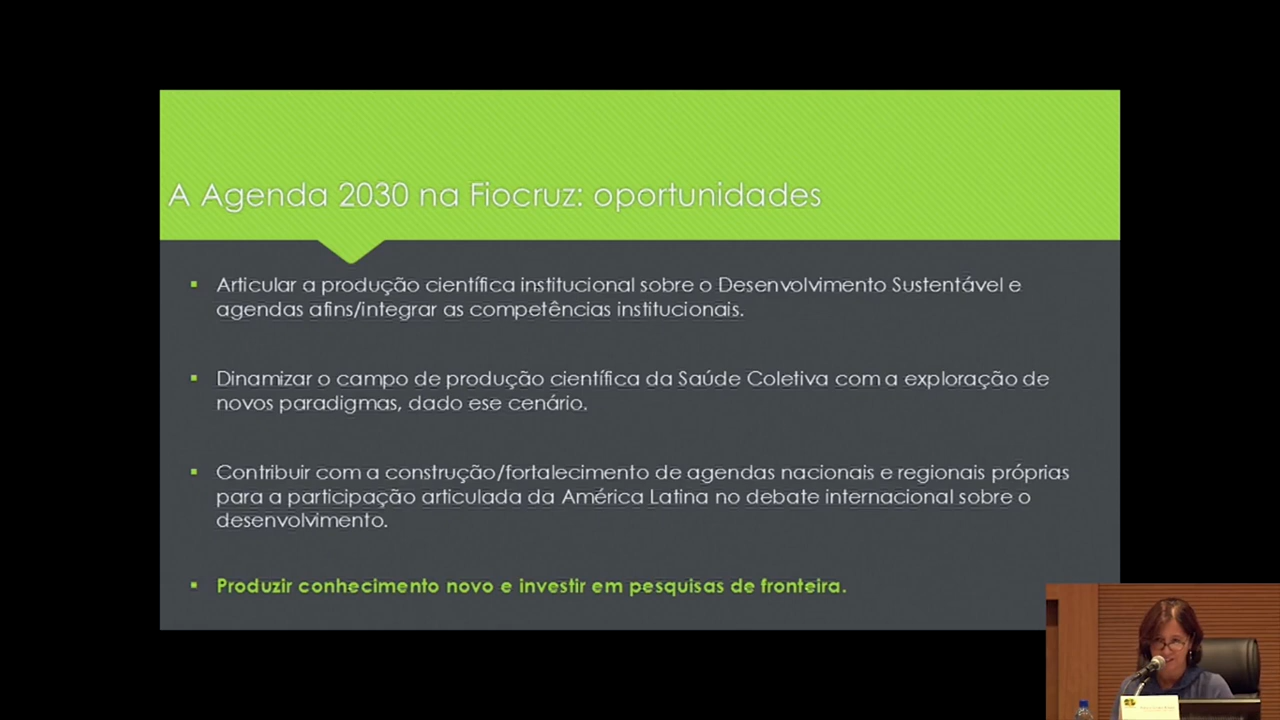 A Agenda 2030 na Fiocruz: oportunidades
Articular a produção científica institucional sobre o Desenvolvimento Sustentável e
agendas afins/integrar as competências institucionais.
Dinamizar o campo de produção científica da Saúde Coletiva com a exploração de
novos paradigmas, dado ese cenário.
Contribuir com a construção/fortalecimento de agendas nacionais e regionais próprias
para a participação articulada da América Latina no debate internacional sobre o
desenvolvimento.
Produzir conhecimento novo e investir em pesquisas de fronteira.